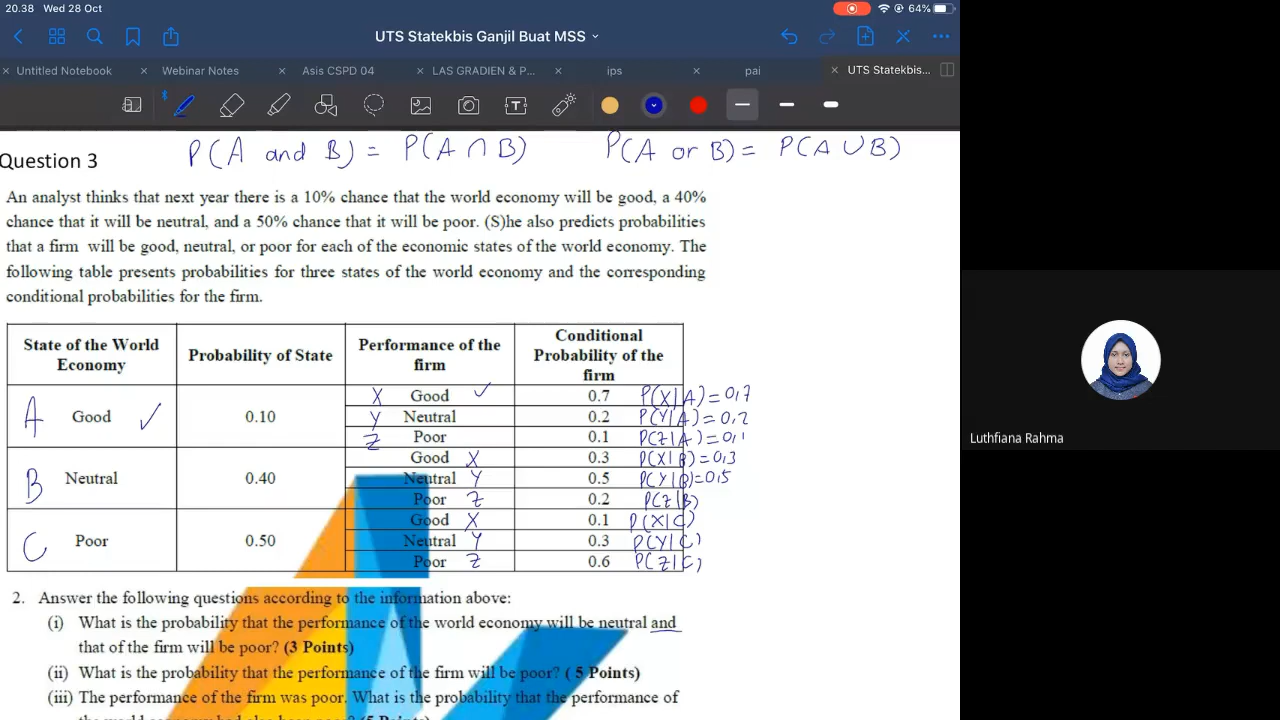 20.38 Wed 28 Oct
64%
UTS Statekbis Ganjil Buat MSS
Untitled Notebook
Webinar Notes
Asis CSPD 04
LAS GRADIEN & P...
ips
pai
UTS Statekbis...
P(A and B) = P(A ∩ B) P(A or B) = P(A ∪ B)
Question 3
An analyst thinks that next year there is a 10% chance that the world economy will be good, a 40%
chance that it will be neutral, and a 50% chance that it will be poor. (S)he also predicts probabilities
that a firm will be good, neutral, or poor for each of the economic states of the world economy. The
following table presents probabilities for three states of the world economy and the corresponding
conditional probabilities for the firm.
State of the World Economy Probability of State Performance of the firm Conditional Probability of the firm
A Good ✓ 0.10 X Good ✓ 0.7 P(X|A) = 0,7
Y Neutral 0.2 P(Y|A) = 0,2
Z Poor 0.1 P(Z|A) = 0,1
B Neutral 0.40 Good X 0.3 P(X|B) = 0,3
Neutral Y 0.5 P(Y|B) = 0,5
Poor Z 0.2 P(Z|B)
C Poor 0.50 Good X 0.1 P(X|C)
Neutral Y 0.3 P(Y|C)
Poor Z 0.6 P(Z|C)
2. Answer the following questions according to the information above:
(i) What is the probability that the performance of the world economy will be neutral and
that of the firm will be poor? (3 Points)
(ii) What is the probability that the performance of the firm will be poor? ( 5 Points)
(iii) The performance of the firm was poor. What is the probability that the performance of
the world economy had also been poor? (5 Points)
Luthfiana Rahma